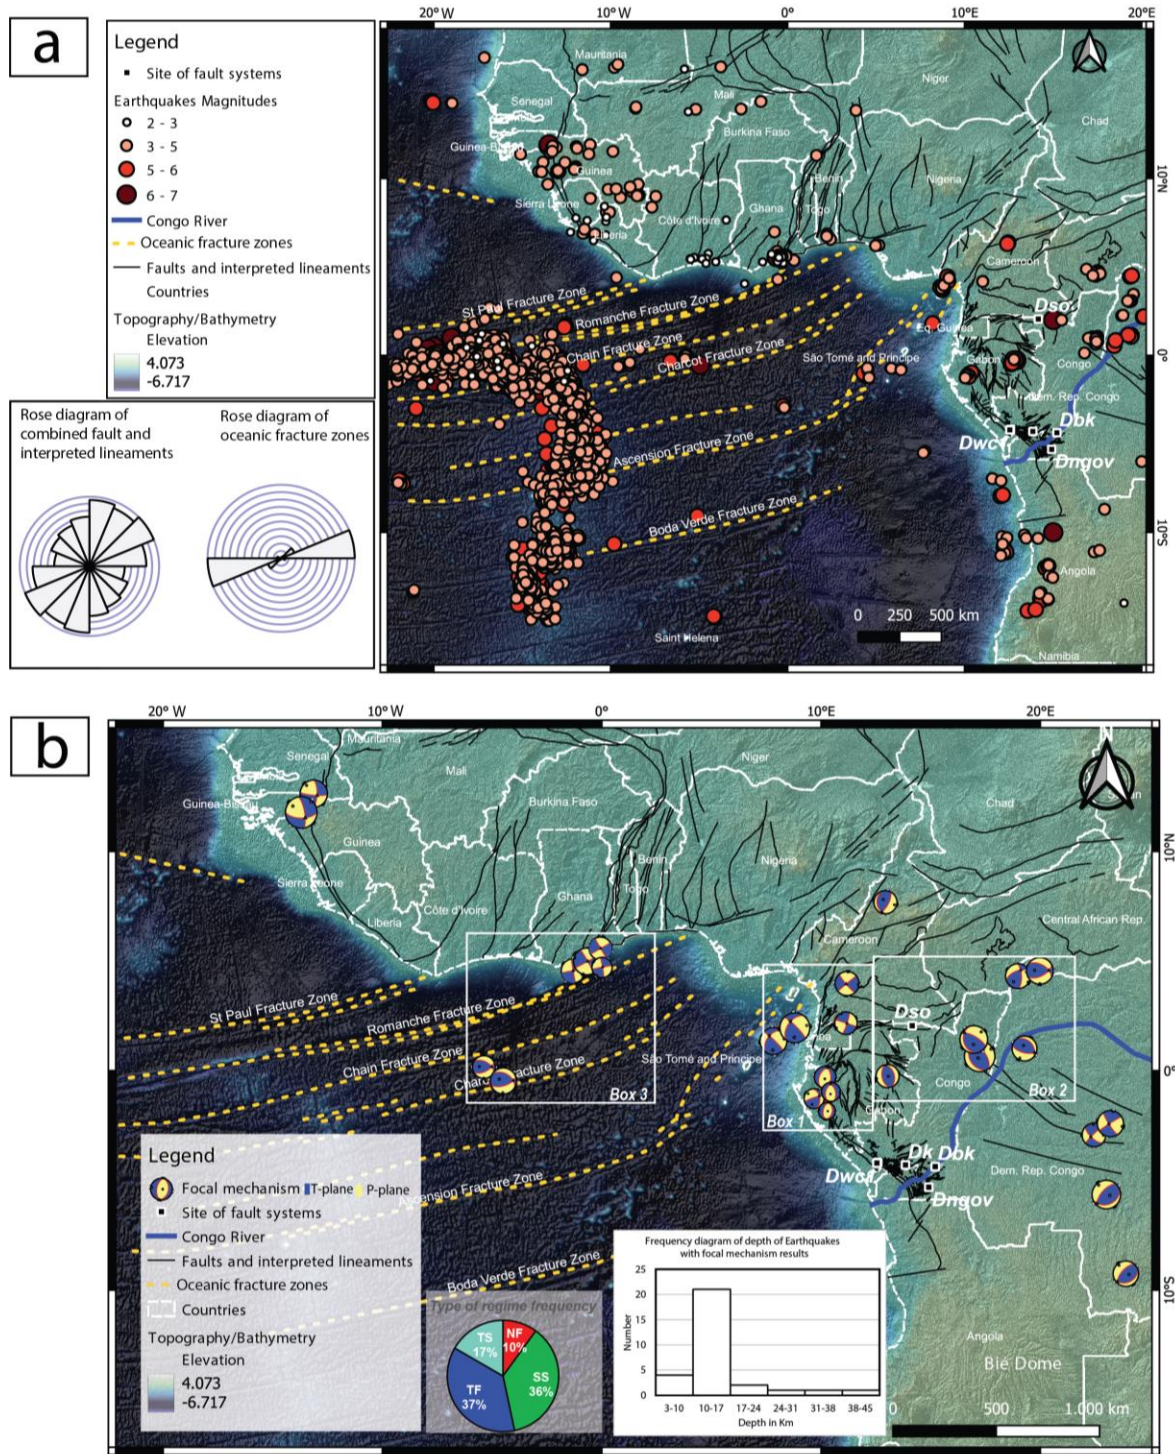 a
Legend
Site of fault systems
Earthquakes Magnitudes
2 - 3
3 - 5
5 - 6
6 - 7
Congo River
Oceanic fracture zones
Faults and interpreted lineaments
Countries
Topography/Bathymetry
Elevation
4.073
-6.717
Rose diagram of
combined fault and
interpreted lineaments
Rose diagram of
oceanic fracture zones
20° W
10°W
0°
10°E
20°E
Mauritania
Niger
Senegal
Mali
Chad
Burkina Faso
Guinea
Benin
Nigeria
Sierra Leone
Ghana
Togo
Côte d'Ivoire
Liberia
10°N
Cameroon
St Paul Fracture Zone
Romanche Fracture Zone
Dso
Eq. Guinea
Chain Fracture Zone
Charcot Fracture Zone
São Tomé and Principe
Gabon
Congo
0°
Dem. Rep. Congo
Dbk
Dwcf
Ascension Fracture Zone
Dngov
Boda Verde Fracture Zone
10°S
Angola
0 250 500 km
Saint Helena
Namibia
b
20° W
10° W
0°
10°E
20°E
N
Mauritania
Senegal
Mali
Niger
Guinea-Bissau
Burkina Faso
Chad
Guinea
Benin
Nigeria
10°N
Sierra Leone
Ghana
Togo
Côte d'Ivoire
Liberia
Central African Rep.
Cameroon
St Paul Fracture Zone
Romanche Fracture Zone
Dso
Chain Fracture Zone
São Tomé and Principe
Charcot Fracture Zone
Congo
0°
Box 3
Box 1
Gabon
Box 2
Legend
Focal mechanism T-plane P-plane
Site of fault systems
Congo River
Faults and interpreted lineaments
Oceanic fracture zones
Countries
Topography/Bathymetry
Elevation
4.073
-6.717
Dk Dbk
Dwcf
Dem. Rep. Congo
Dngov
Ascension Fracture Zone
Boda Verde Fracture Zone
10°S
Type of regime frequency
TS
17%
NF
10%
SS
36%
TF
37%
Frequency diagram of depth of Earthquakes
with focal mechanism results
Number
25
20
15
10
5
0
3-10 10-17 17-24 24-31 31-38 38-45
Depth in Km
Angola
Bié Dome
0 500 1.000 km